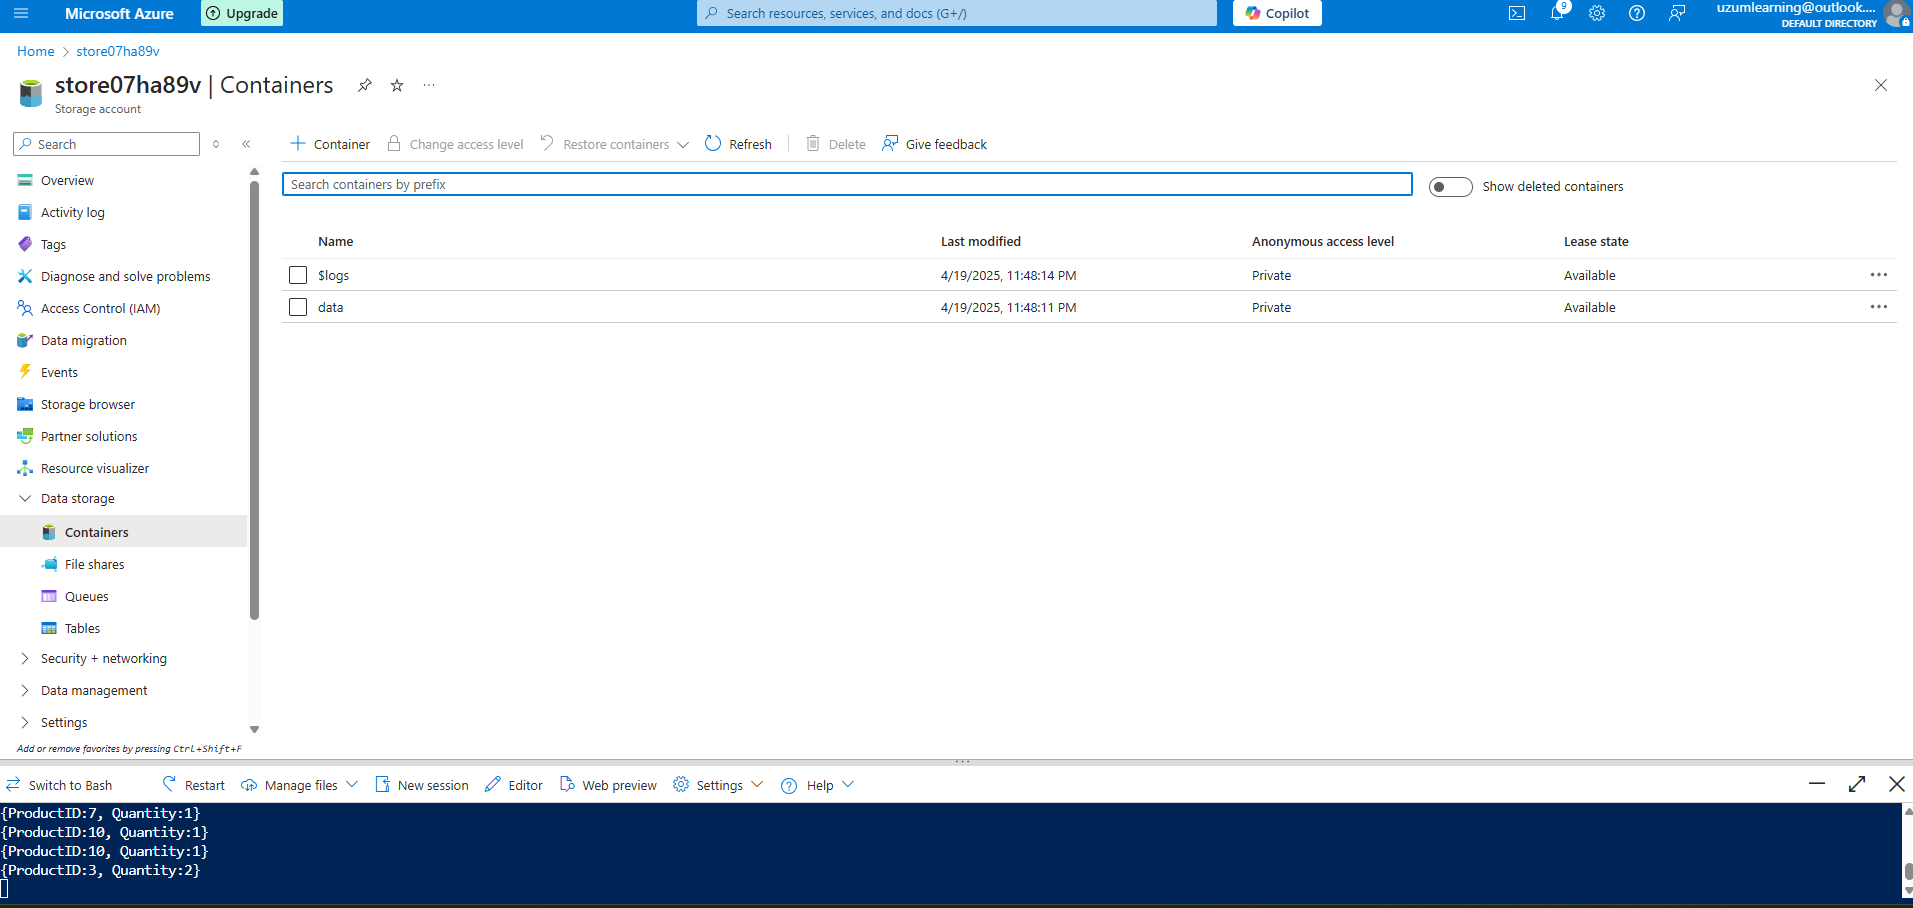 Microsoft Azure
Upgrade
Search resources, services, and docs (G+/)
Copilot
9
uzumlearning@outlook....
DEFAULT DIRECTORY
Home > store07ha89v
store07ha89v | Containers
Storage account
Search
Container
Change access level
Restore containers
Refresh
Delete
Give feedback
Search containers by prefix
Show deleted containers
Overview
Activity log
Tags
Diagnose and solve problems
Access Control (IAM)
Data migration
Events
Storage browser
Partner solutions
Resource visualizer
Data storage
Containers
File shares
Queues
Tables
Security + networking
Data management
Settings
Add or remove favorites by pressing Ctrl+Shift+F
Name Last modified Anonymous access level Lease state
$logs 4/19/2025, 11:48:14 PM Private Available
data 4/19/2025, 11:48:11 PM Private Available
Switch to Bash
Restart
Manage files
New session
Editor
Web preview
Settings
Help
{ProductID:7, Quantity:1}
{ProductID:10, Quantity:1}
{ProductID:10, Quantity:1}
{ProductID:3, Quantity:2}